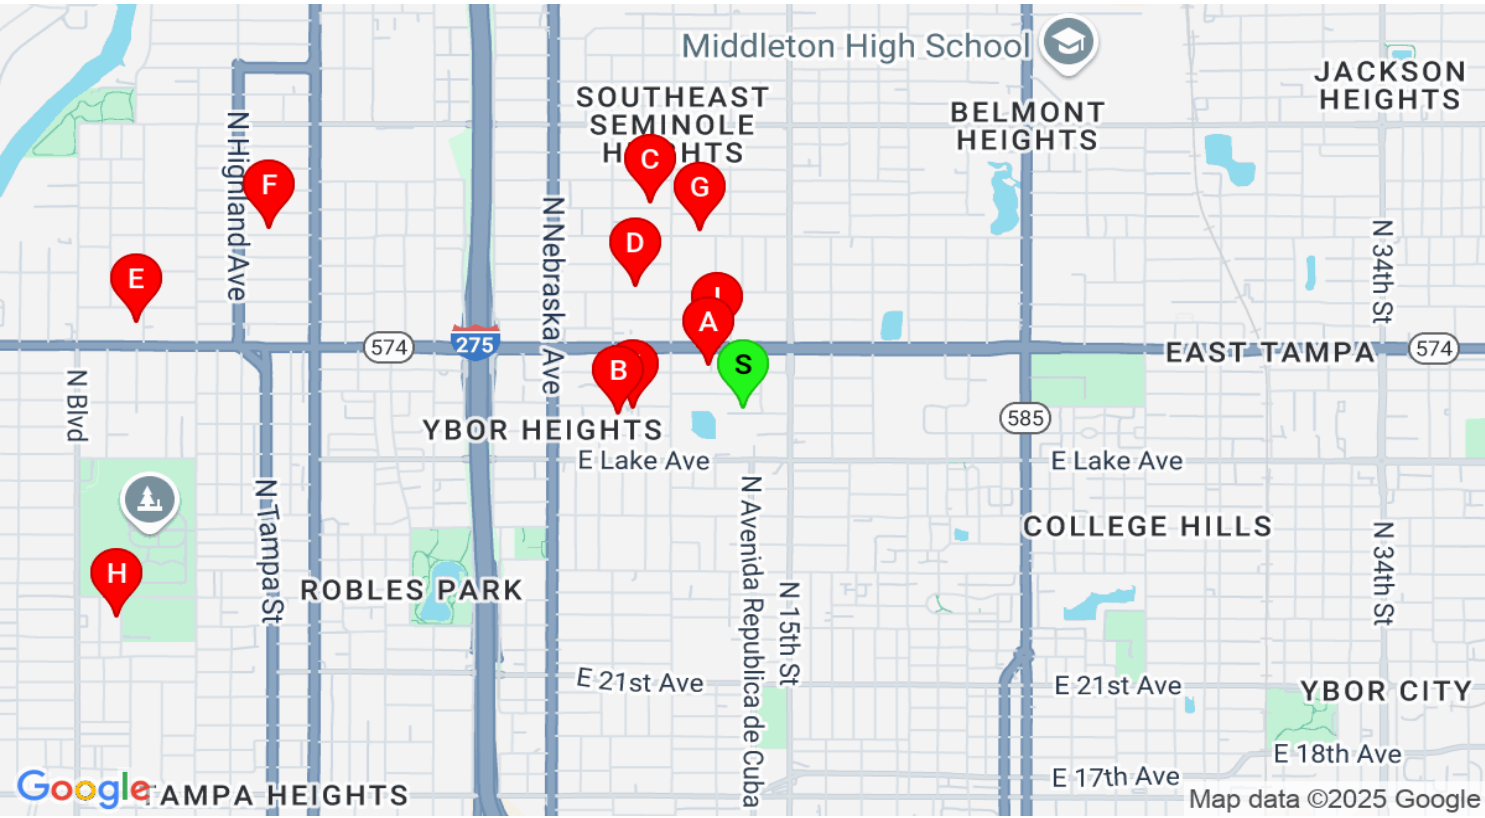 Middleton High School
JACKSON
HEIGHTS
SOUTHEAST
SEMINOLE
BELMONT
HEIGHTS
N Highland Ave
C
F
G
N Nebraska Ave
N 34th St
D
E
A
574
275
EAST TAMPA
574
B
S
N Blvd
585
YBOR HEIGHTS
E Lake Ave
E Lake Ave
N Tampa St
N Avenida Republica de Cuba
COLLEGE HILLS
N 34th St
H
ROBLES PARK
N 15th St
E 21st Ave
E 21st Ave
YBOR CITY
E 18th Ave
E 17th Ave
Google
TAMPA HEIGHTS
Map data ©2025 Google